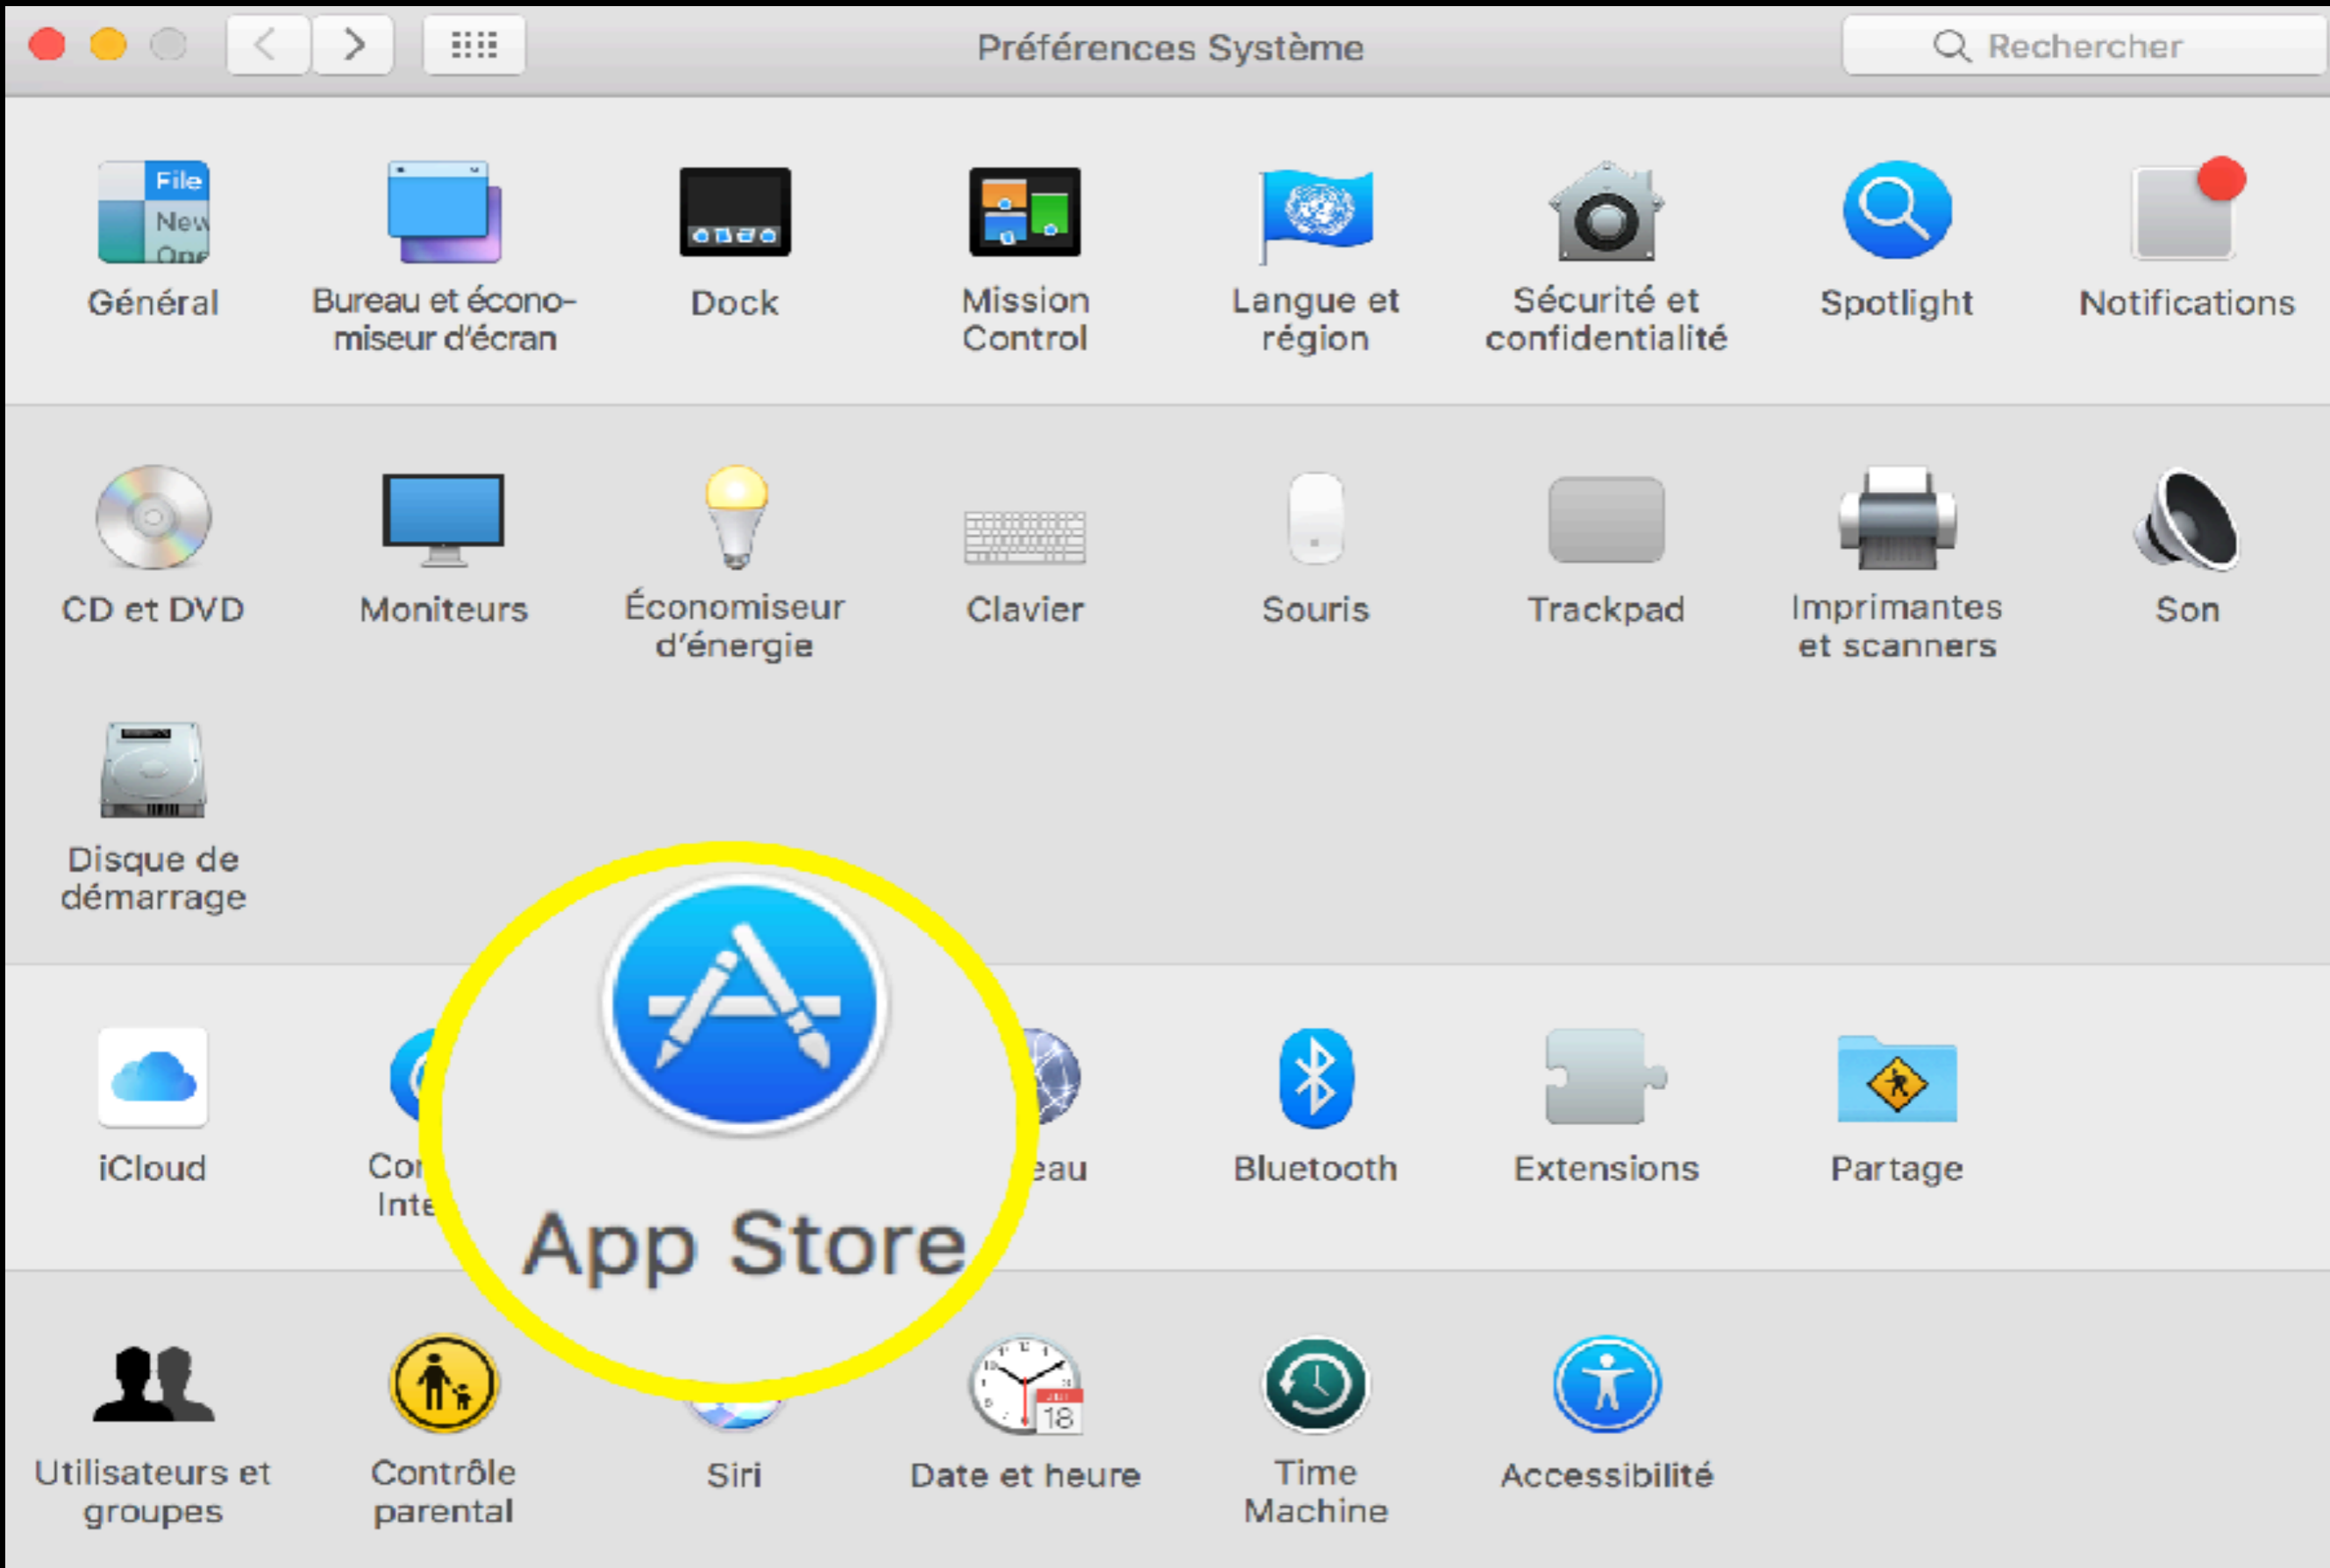 Préférences Système
Rechercher
File
New
Ope
Général
Bureau et écono-
miseur d'écran
Dock
Mission
Control
Langue et
région
Sécurité et
confidentialité
Spotlight
Notifications
CD et DVD
Moniteurs
Économiseur
d'énergie
Clavier
Souris
Trackpad
Imprimantes
et scanners
Son
Disque de
démarrage
iCloud
App Store
Bluetooth
Extensions
Partage
Utilisateurs et
groupes
Contrôle
parental
Siri
18
Date et heure
Time
Machine
Accessibilité